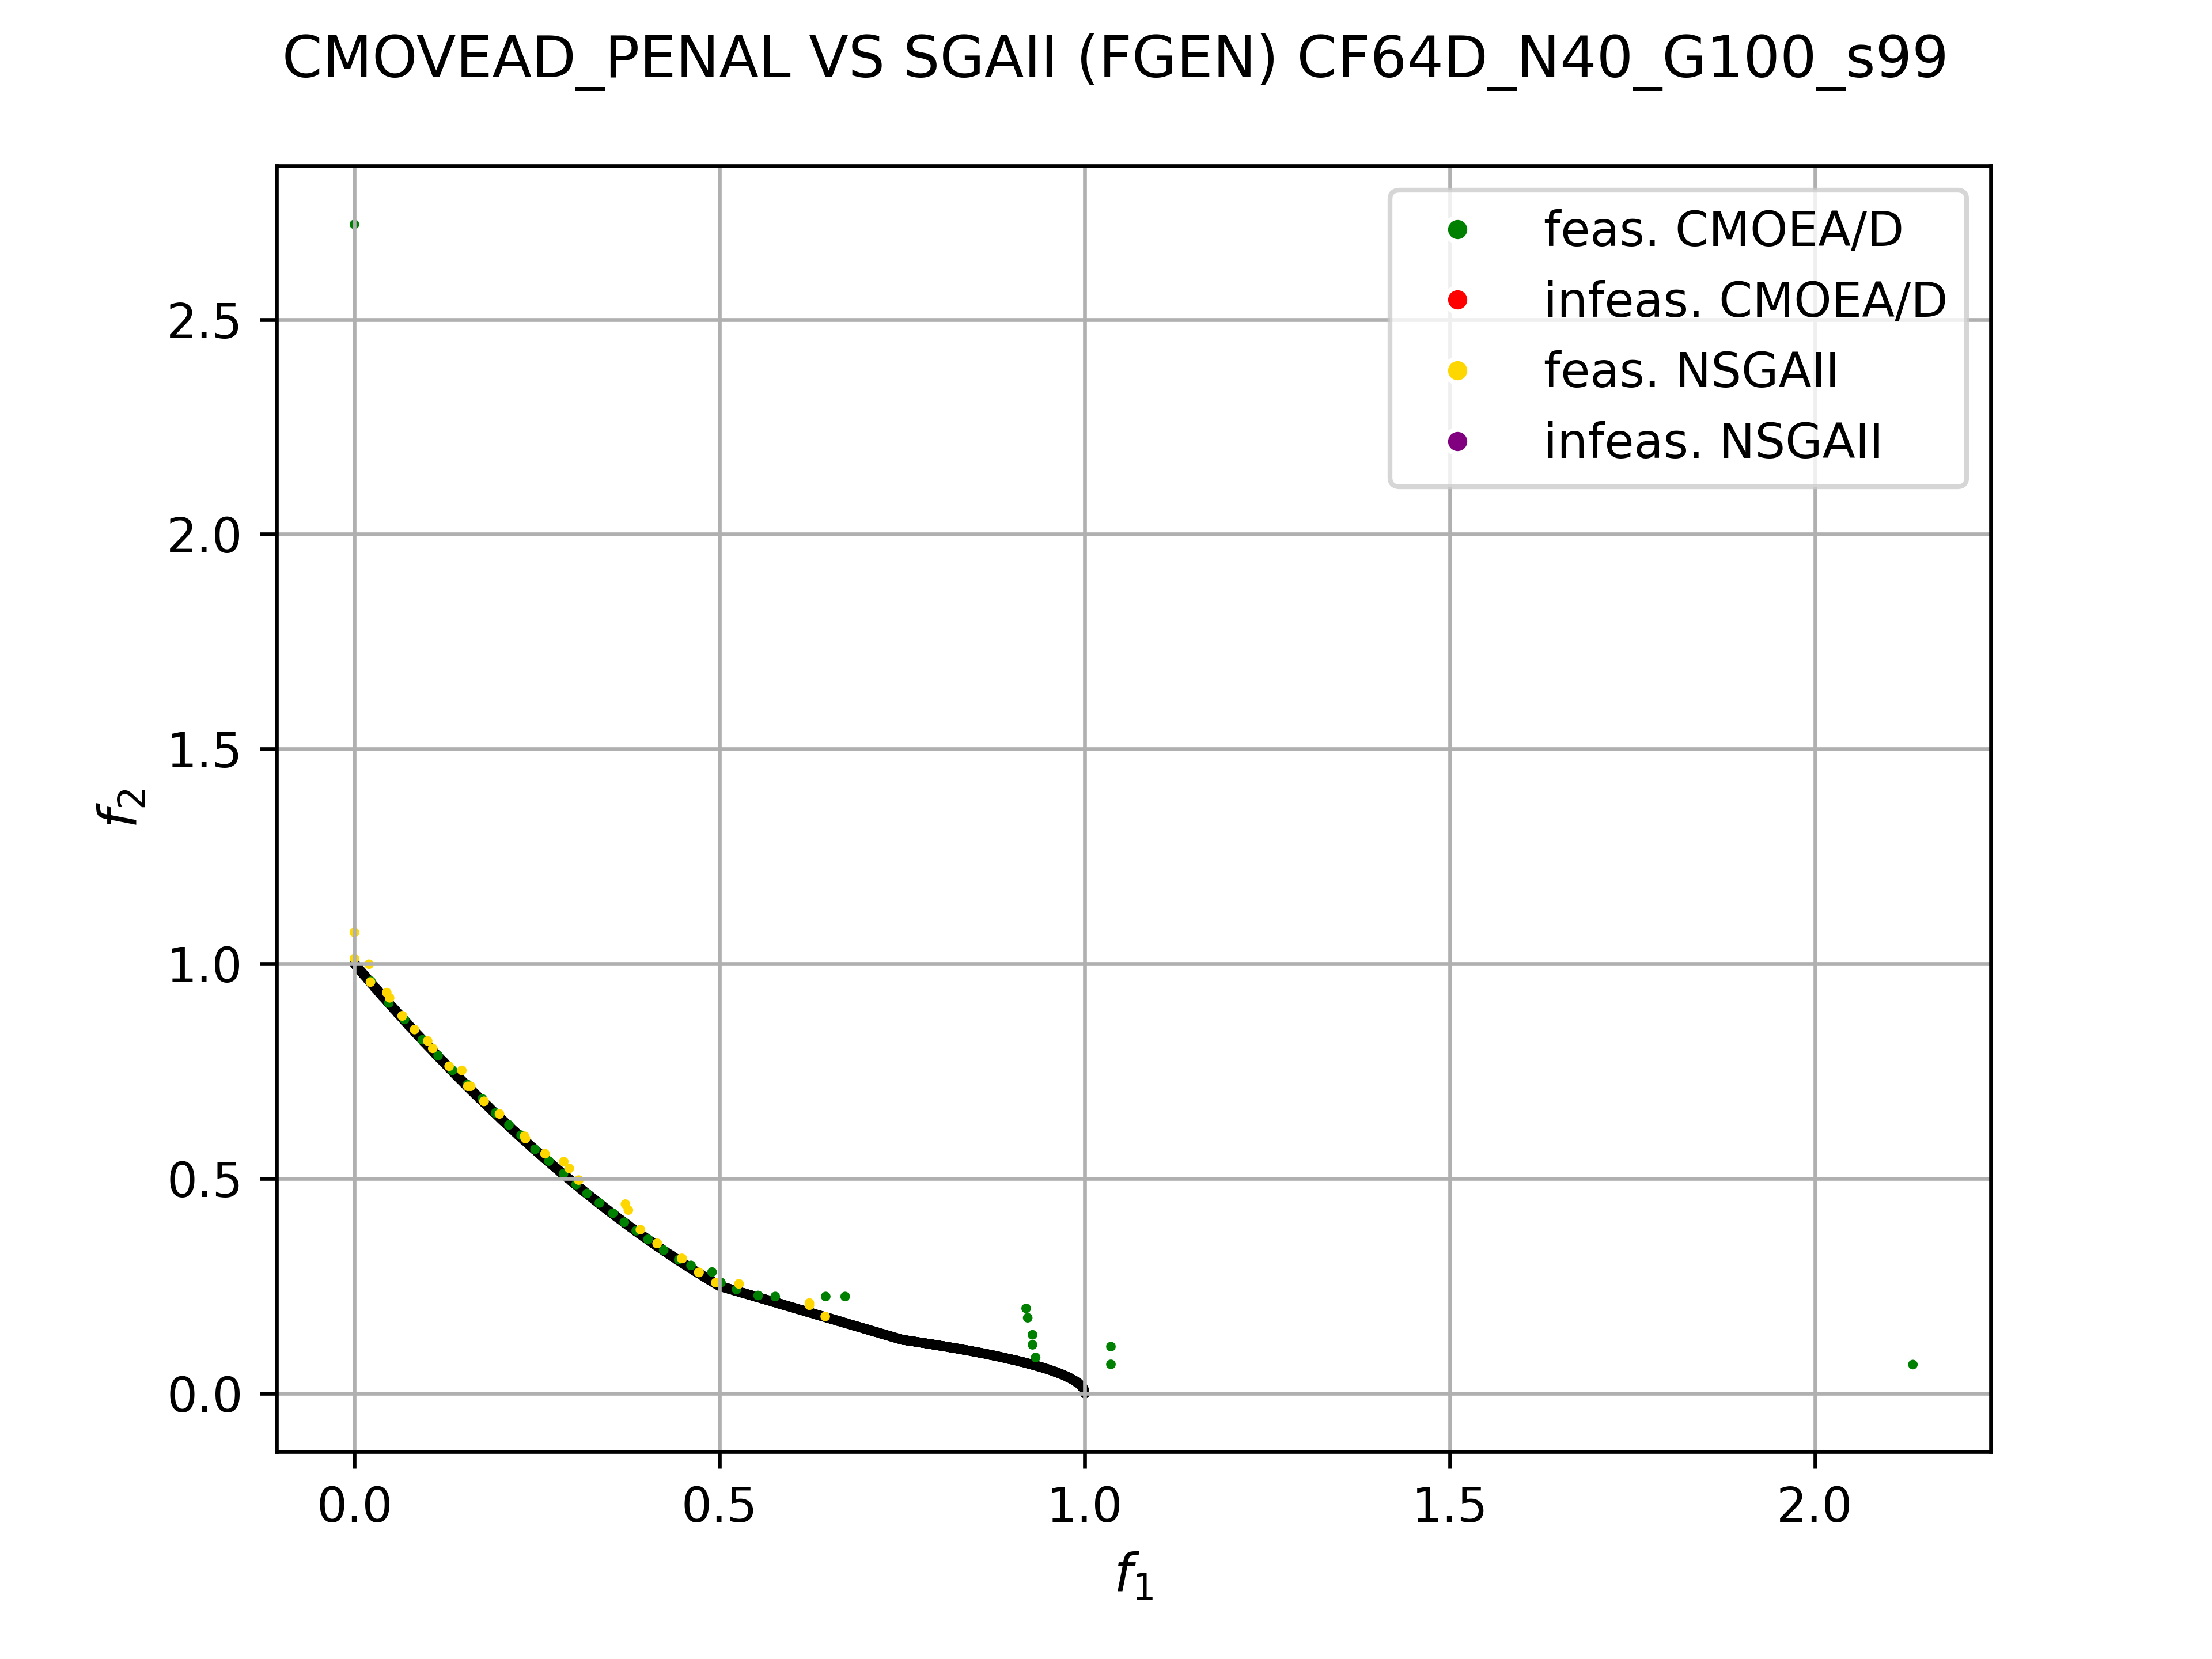 CMOVEAD_PENAL VS SGAII (FGEN) CF64D_N40_G100_s99
feas. CMOEA/D
infeas. CMOEA/D
feas. NSGAII
infeas. NSGAII
2.5
2.0
1.5
1.0
0.5
0.0
f2
0.0 0.5 1.0 1.5 2.0
f1